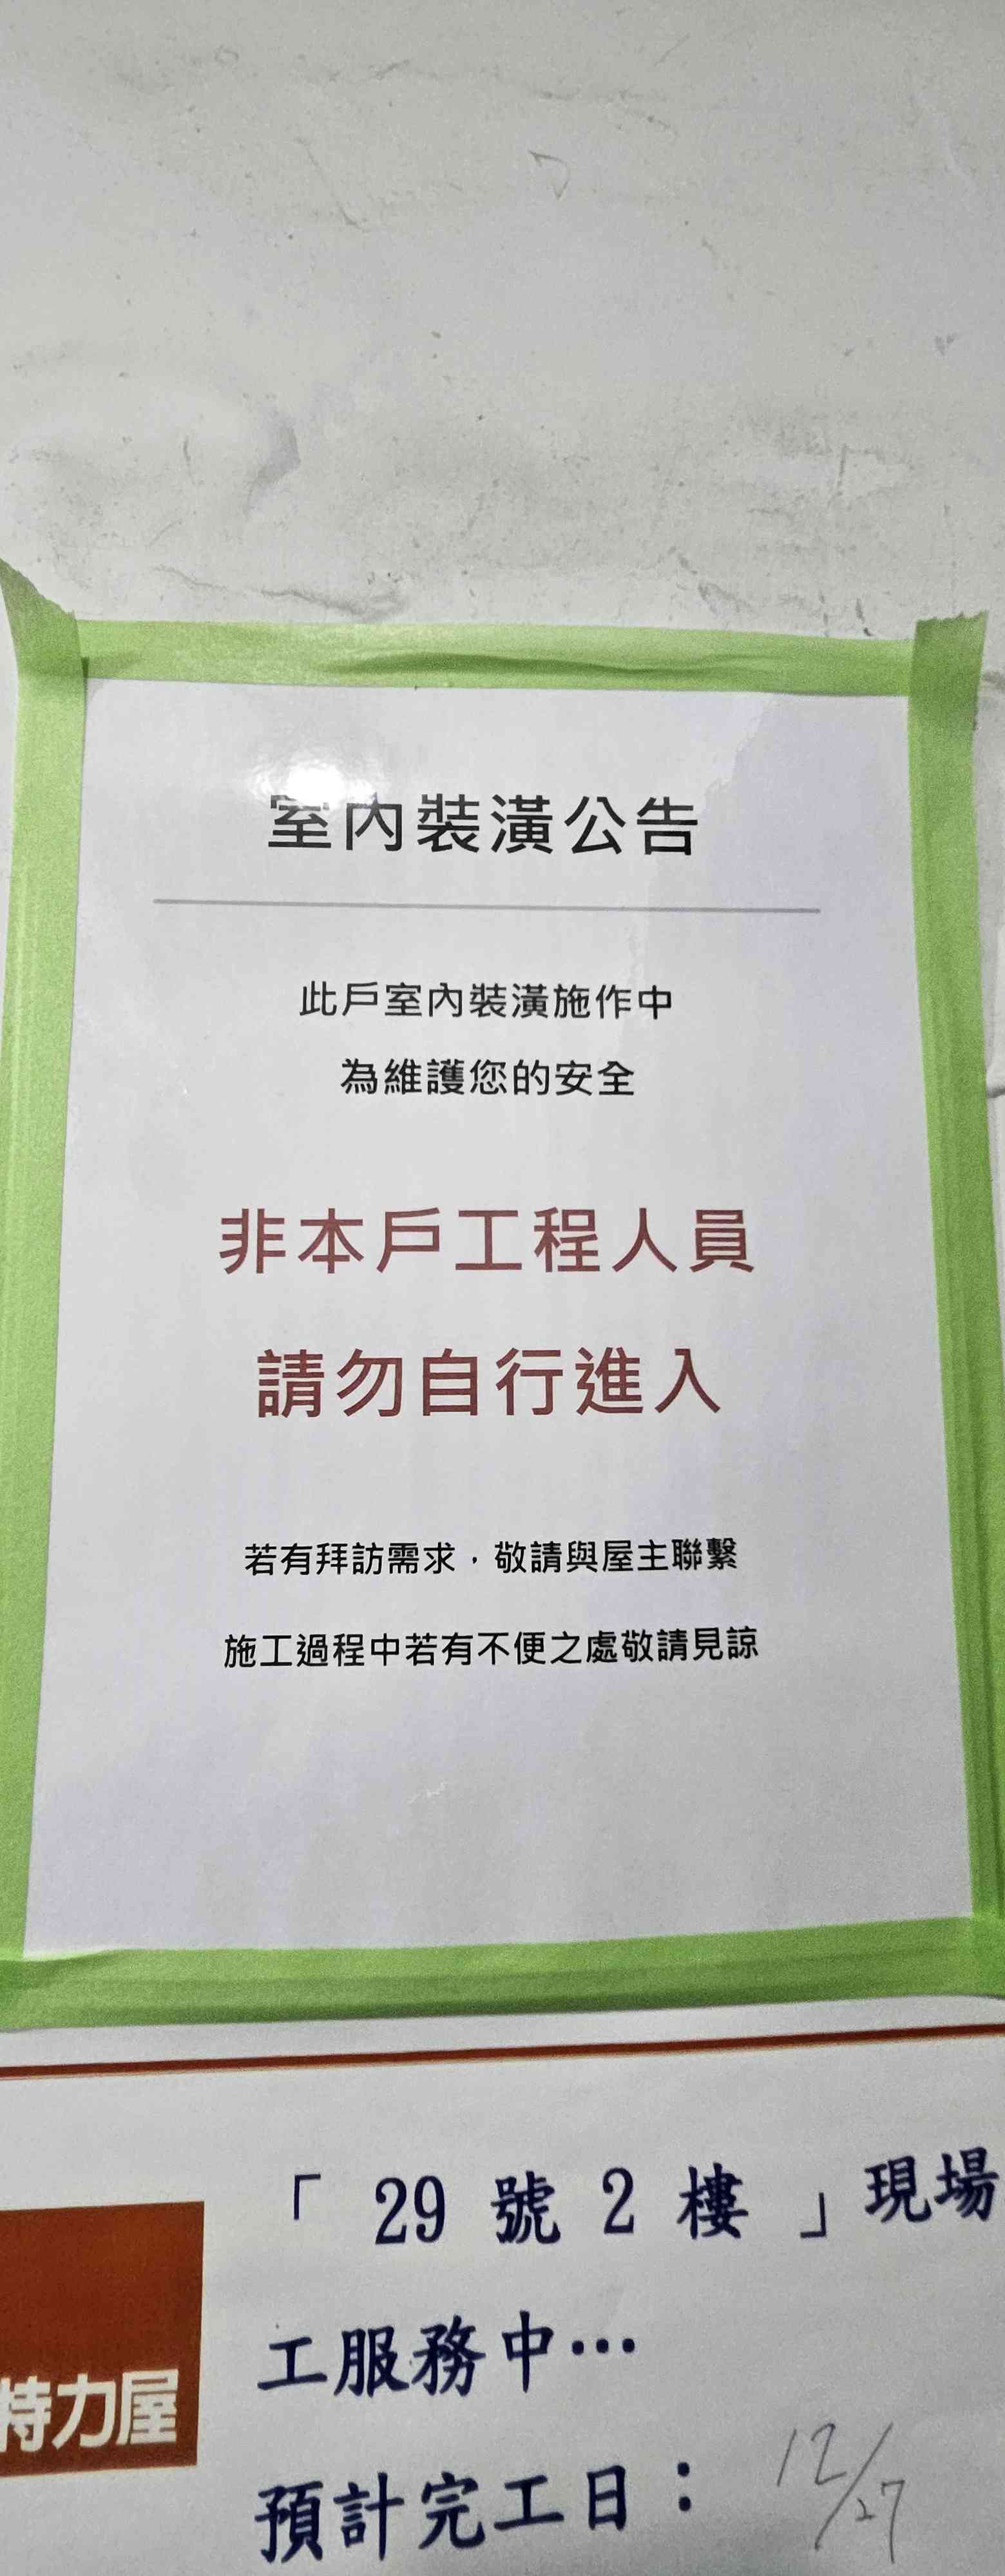 室內裝潢公告
此戶室內裝潢施作中
為維護您的安全
非本戶工程人員
請勿自行進入
若有拜訪需求，敬請與屋主聯繫
施工過程中若有不便之處敬請見諒
「 29 號 2 樓 」現場
工服務中…
特力屋
預計完工日：12/27